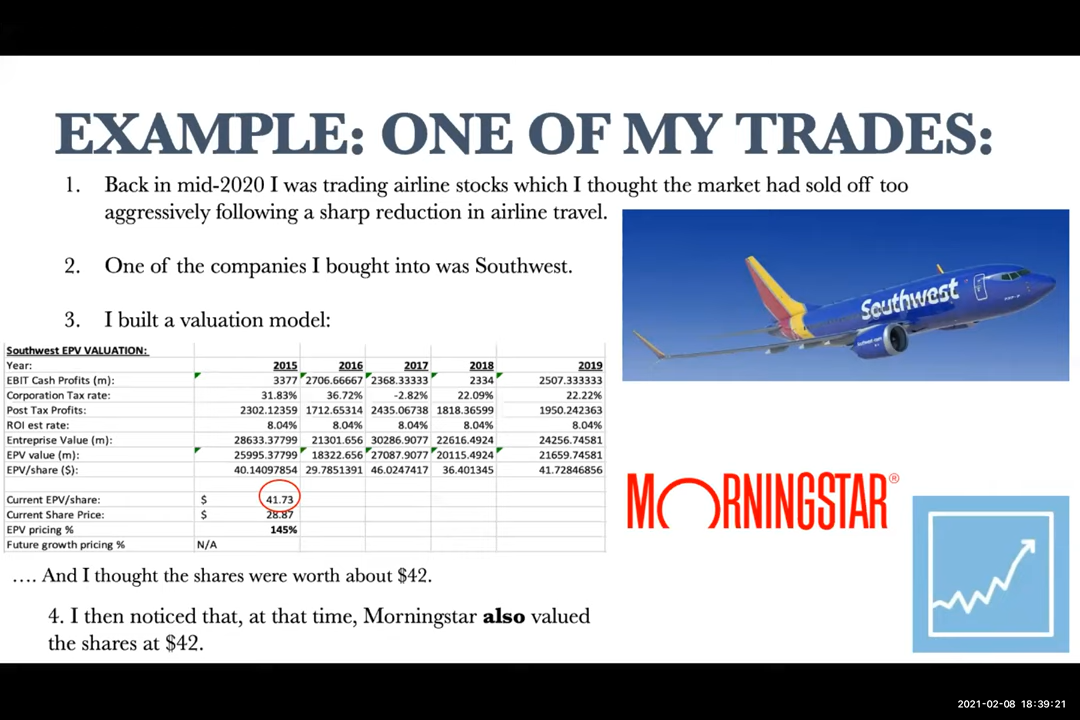 EXAMPLE: ONE OF MY TRADES:
1. Back in mid-2020 I was trading airline stocks which I thought the market had sold off too
aggressively following a sharp reduction in airline travel.
2. One of the companies I bought into was Southwest.
Southwest
3. I built a valuation model:
Southwest EPV VALUATION:
Year: 2015 2016 2017 2018 2019
EBIT Cash Profits (m): 3377 2706.66667 2368.33333 2334 2507.333333
Corporation Tax rate: 31.83% 36.72% -2.82% 22.09% 22.22%
Post Tax Profits: 2302.12359 1712.65314 2435.06738 1818.36599 1950.242363
ROI est rate: 8.04% 8.04% 8.04% 8.04% 8.04%
Entreprise Value (m): 28633.37799 21301.656 30286.9077 22616.4924 24256.74581
EPV value (m): 25995.37799 18322.656 27087.9077 20115.4924 21659.74581
EPV/share ($): 40.14097854 29.7851391 46.0247417 36.401345 41.72846856
Current EPV/share: $ 41.73
Current Share Price: $ 28.87
EPV pricing % 145%
Future growth pricing % N/A
MORNINGSTAR®
.... And I thought the shares were worth about $42.
4. I then noticed that, at that time, Morningstar also valued
the shares at $42.
2021-02-08 18:39:21